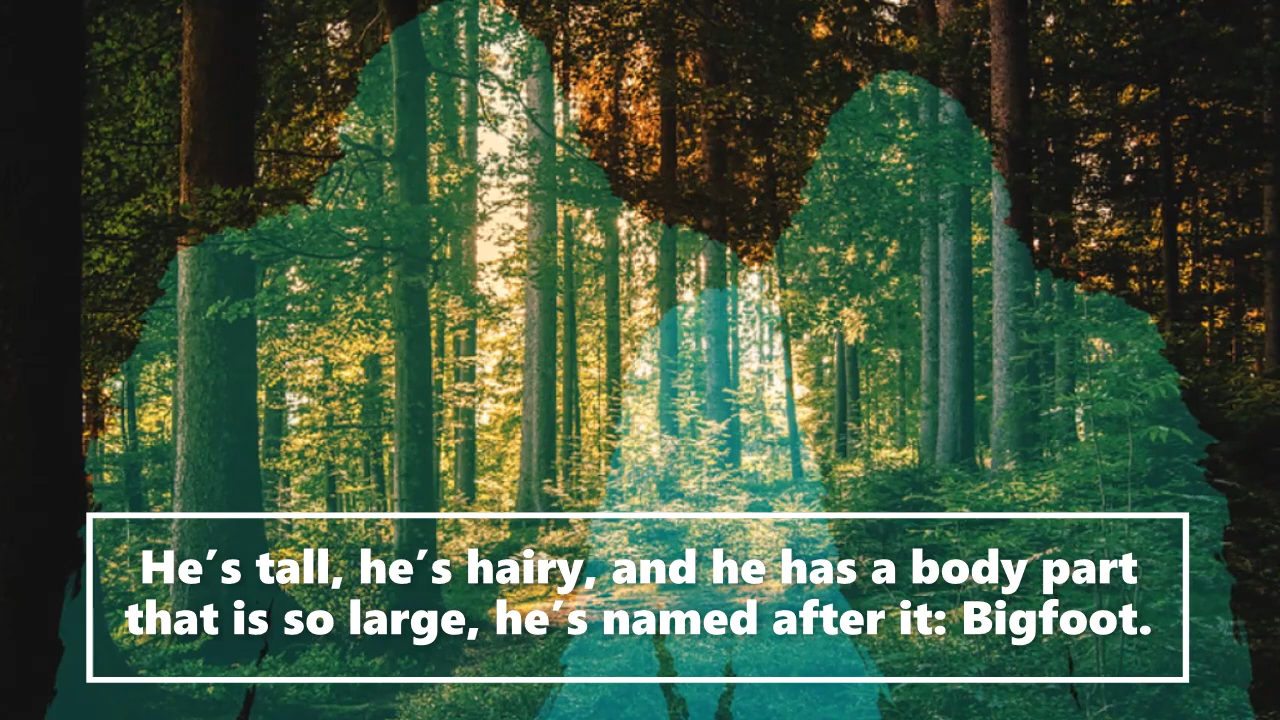 He’s tall, he’s hairy, and he has a body part
that is so large, he’s named after it: Bigfoot.